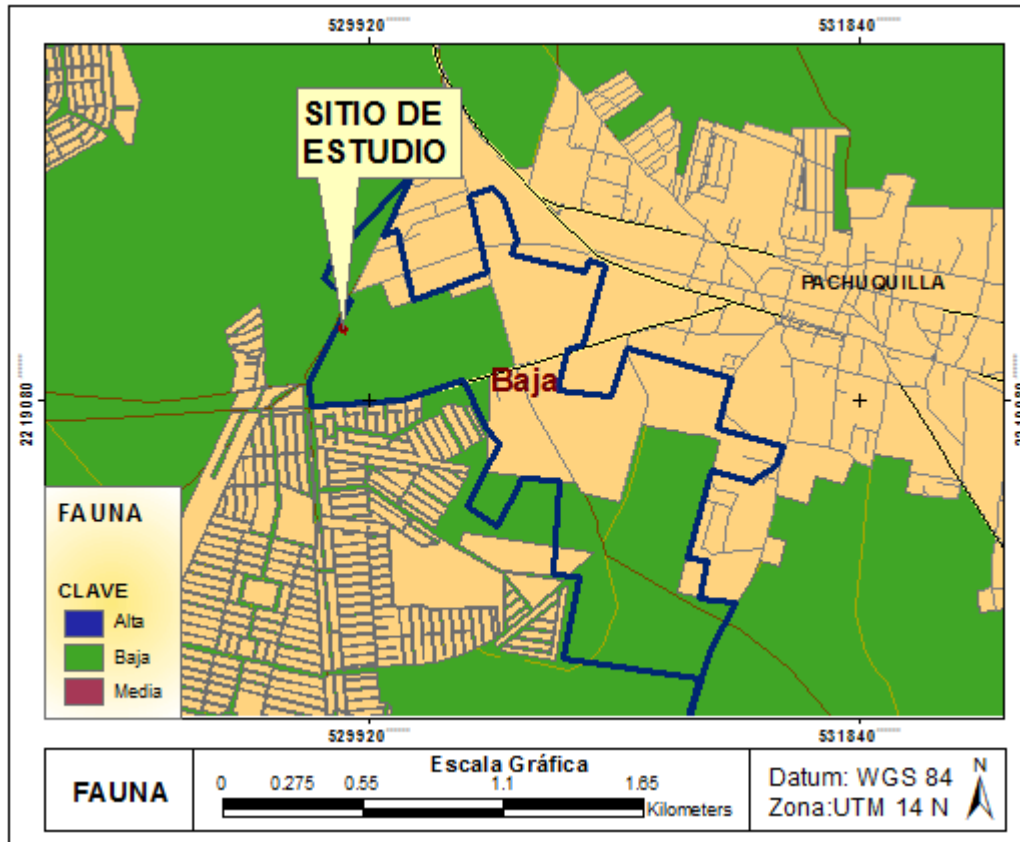 529920
531840
SITIO DE
ESTUDIO
PACHUQUILLA
Baja
2219080
2219080
FAUNA
CLAVE
Alta
Baja
Media
529920
531840
FAUNA
Escala Gráfica
0 0.275 0.55 1.1 1.65
Kilometers
Datum: WGS 84
Zona:UTM 14 N
N